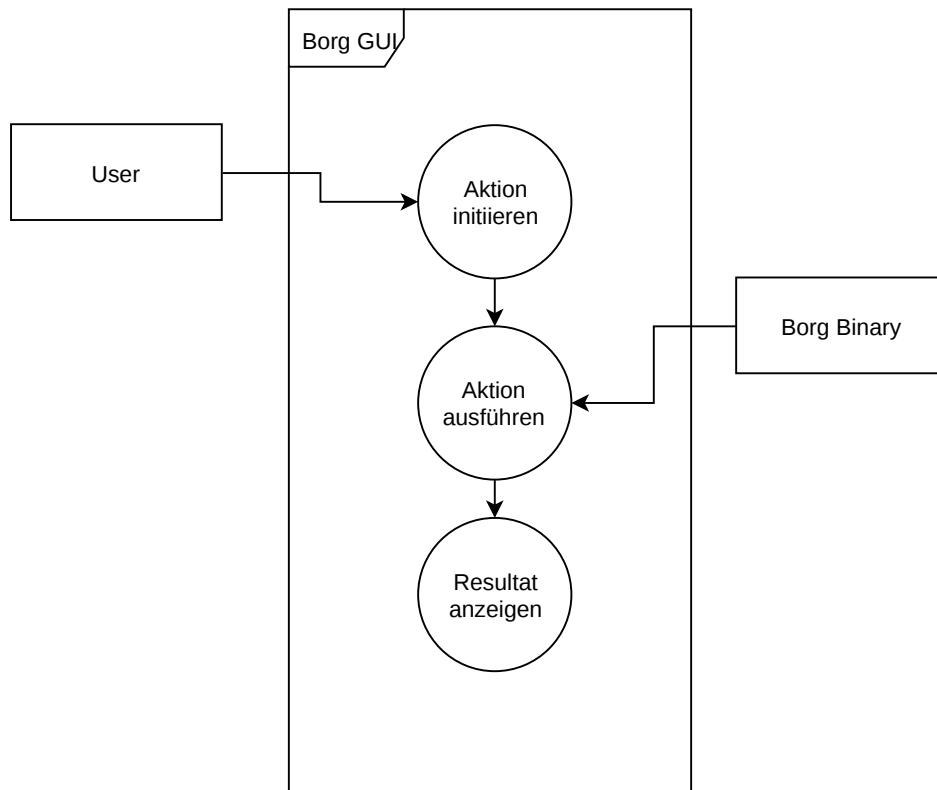 Borg GUI
User
Aktion
initiieren
Borg Binary
Aktion
ausführen
Resultat
anzeigen